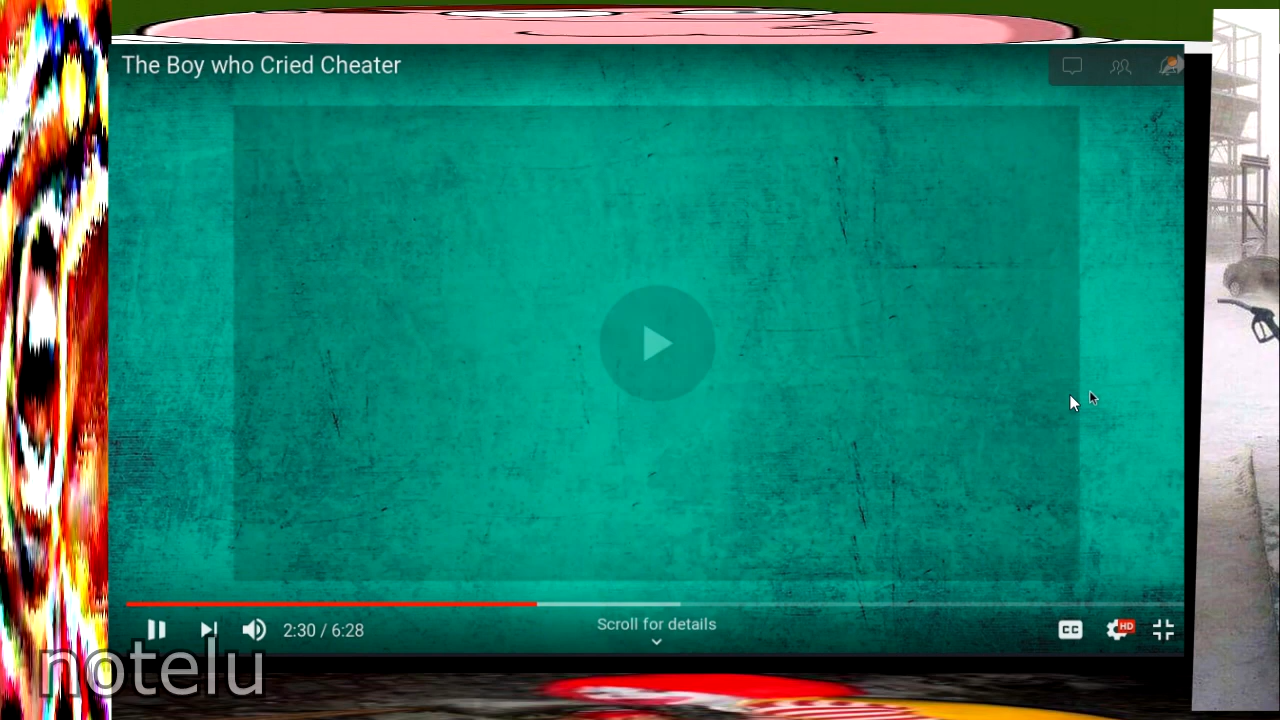 The Boy who Cried Cheater
Scroll for details
2:30 / 6:28
CC
HD
notelu